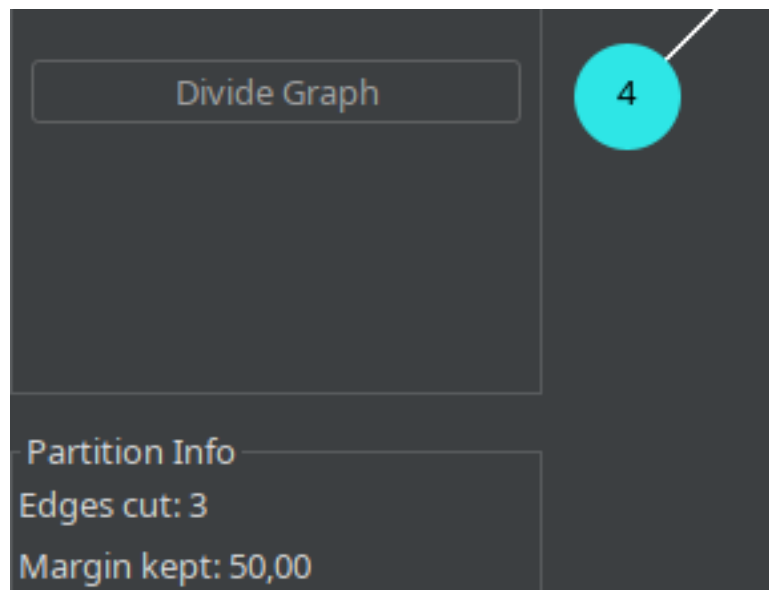 Divide Graph
4
Partition Info
Edges cut: 3
Margin kept: 50,00